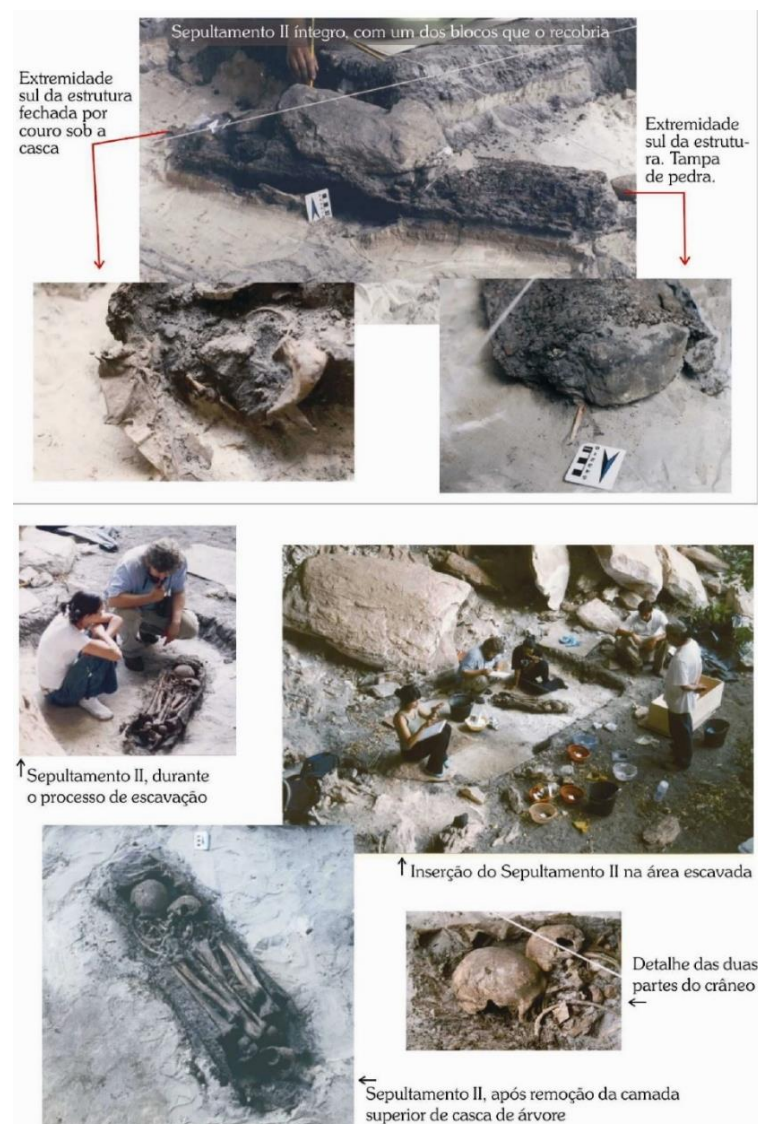 Sepultamento II íntegro, com um dos blocos que o recobria
Extremidade
sul da estrutura
fechada por
couro sob a
casca
Extremidade
sul da estrutu-
ra. Tampa
de pedra.
Sepultamento II, durante
o processo de escavação
Inserção do Sepultamento II na área escavada
Detalhe das duas
partes do crâneo
Sepultamento II, após remoção da camada
superior de casca de árvore